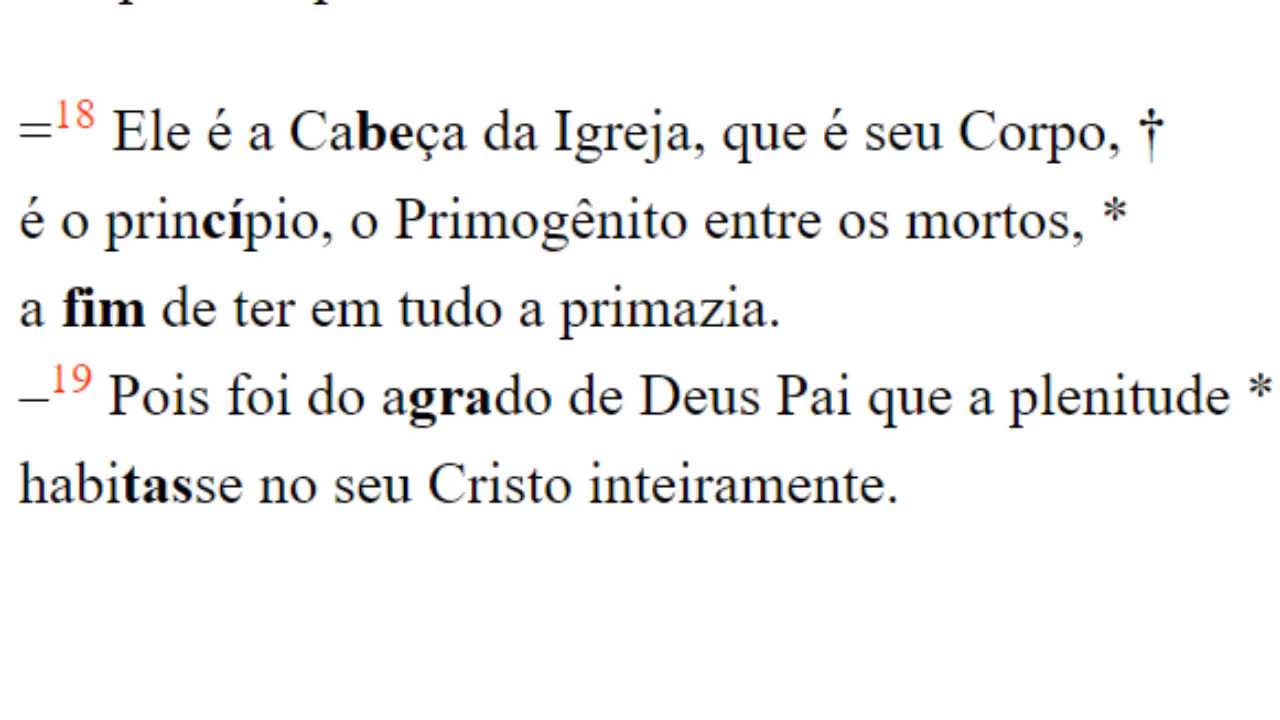 =18 Ele é a Cabeça da Igreja, que é seu Corpo, †
é o princípio, o Primogênito entre os mortos, *
a fim de ter em tudo a primazia.
–19 Pois foi do agrado de Deus Pai que a plenitude *
habitasse no seu Cristo inteiramente.